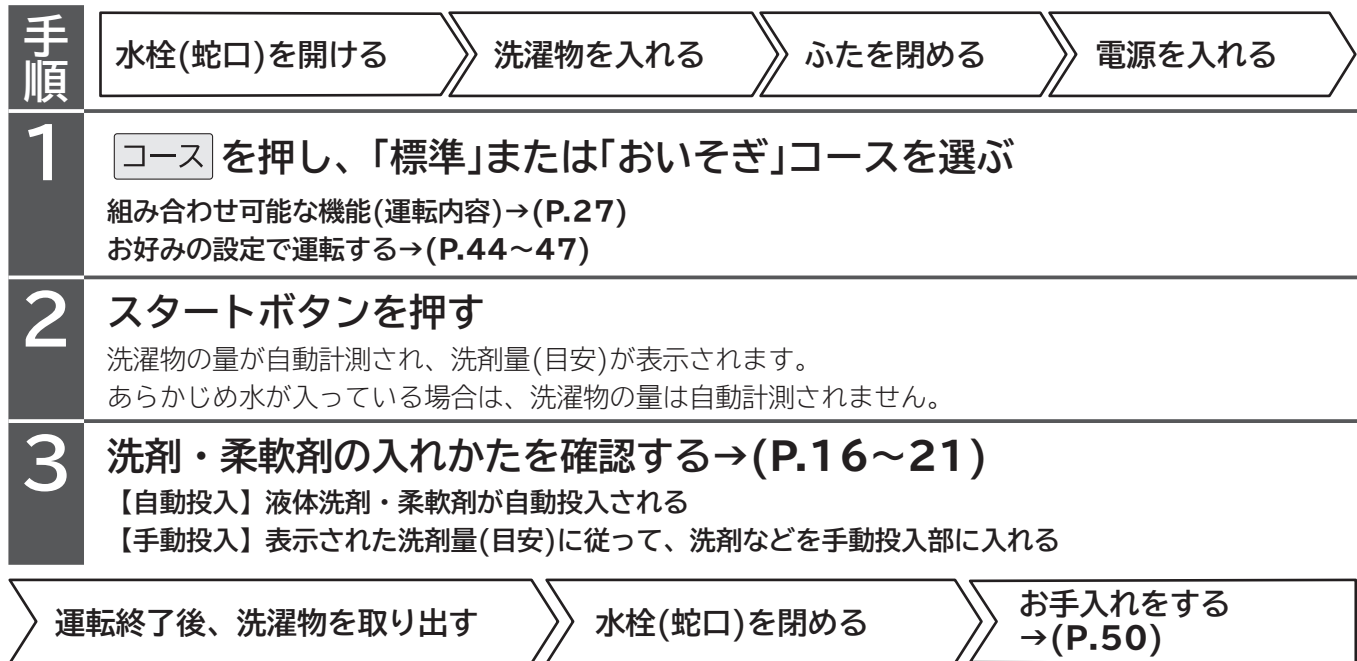 手順
水栓(蛇口)を開ける
洗濯物を入れる
ふたを閉める
電源を入れる
1
コース を押し、「標準」または「おいそぎ」コースを選ぶ
組み合わせ可能な機能(運転内容)→(P.27)
お好みの設定で運転する→(P.44〜47)
2
スタートボタンを押す
洗濯物の量が自動計測され、洗剤量(目安)が表示されます。
あらかじめ水が入っている場合は、洗濯物の量は自動計測されません。
3
洗剤・柔軟剤の入れかたを確認する→(P.16〜21)
【自動投入】液体洗剤・柔軟剤が自動投入される
【手動投入】表示された洗剤量(目安)に従って、洗剤などを手動投入部に入れる
運転終了後、洗濯物を取り出す
水栓(蛇口)を閉める
お手入れをする
→(P.50)